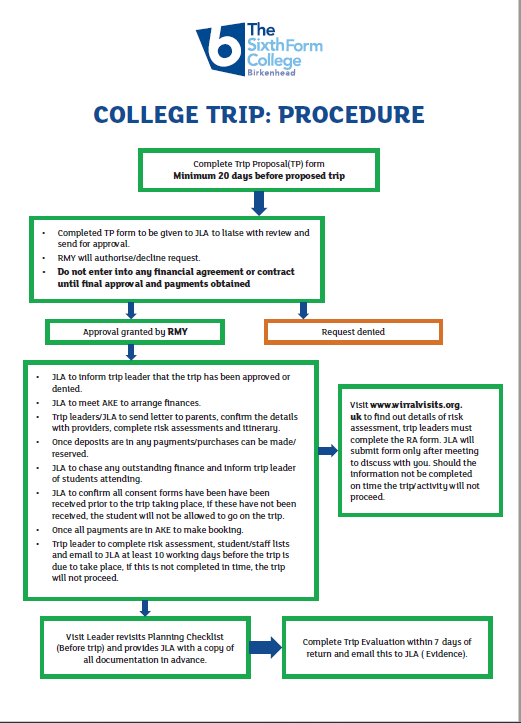 The
SixthForm
College
Birkenhead
COLLEGE TRIP: PROCEDURE
Complete Trip Proposal(TP) form
Minimum 20 days before proposed trip
• Completed TP form to be given to JLA to liaise with review and
send for approval.
• RMY will authorise/decline request.
• Do not enter into any financial agreement or contract
until final approval and payments obtained
Approval granted by RMY
Request denied
• JLA to inform trip leader that the trip has been approved or
denied.
• JLA to meet AKE to arrange finances.
• Trip leaders/JLA to send letter to parents, confirm the details
with providers, complete risk assessments and itinerary.
• Once deposits are in any payments/purchases can be made/
reserved.
• JLA to chase any outstanding finance and inform trip leader
of students attending.
• JLA to confirm all consent forms have been have been
received prior to the trip taking place, if these have not been
received, the student will not be allowed to go on the trip.
• Once all payments are in AKE to make booking.
• Trip leader to complete risk assessment, student/staff lists
and email to JLA at least 10 working days before the trip is
due to take place, if this is not completed in time, the trip
will not proceed.
Visit www.wirralvisits.org.
uk to find out details of risk
assessment, trip leaders must
complete the RA form. JLA will
submit form only after meeting
to discuss with you. Should the
information not be completed
on time the trip/activity will not
proceed.
Visit Leader revisits Planning Checklist
(Before trip) and provides JLA with a copy of
all documentation in advance.
Complete Trip Evaluation within 7 days of
return and email this to JLA ( Evidence).